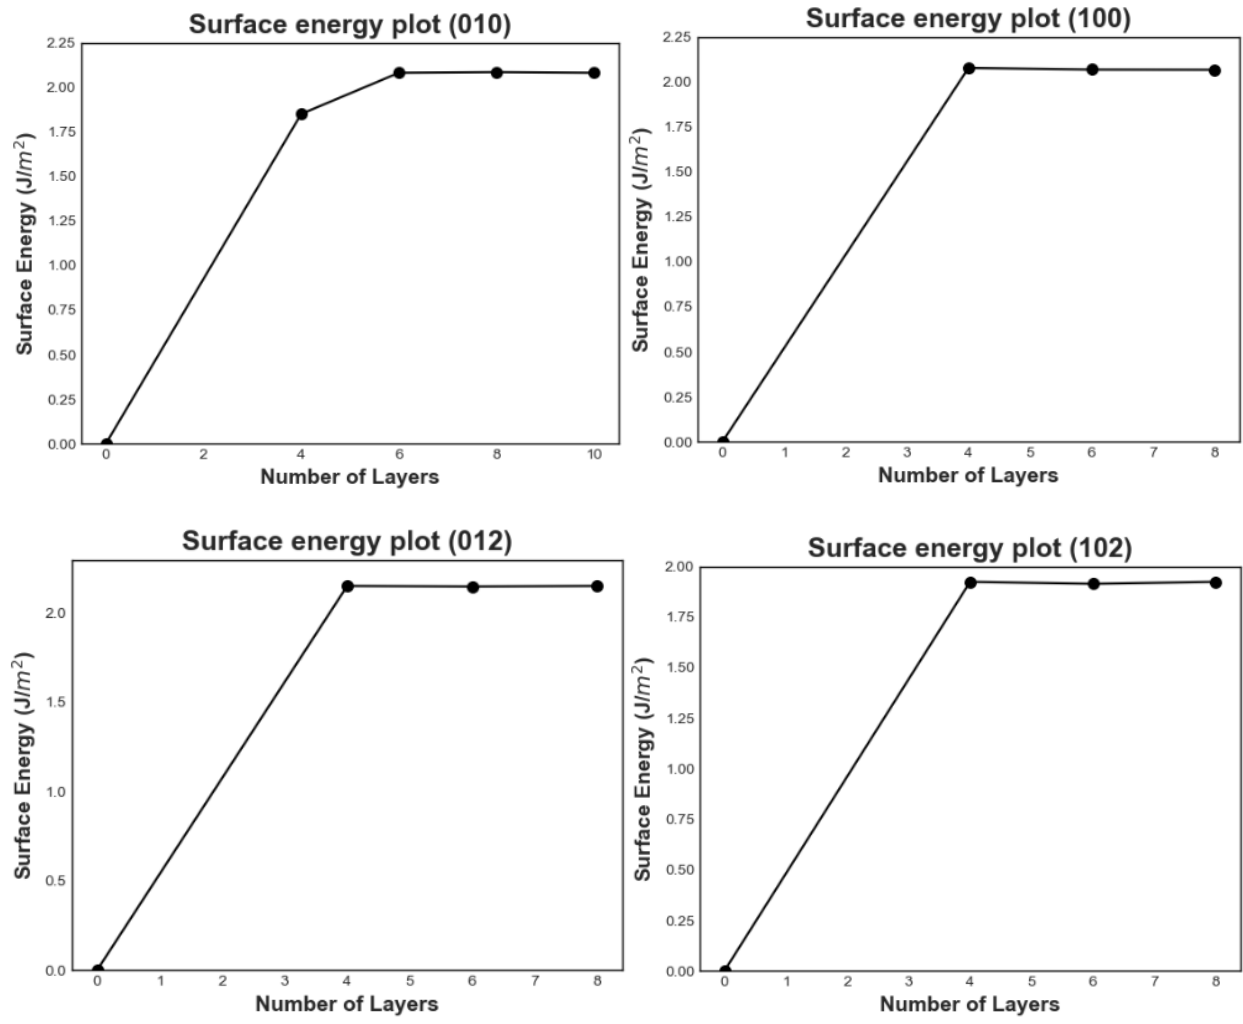 Surface energy plot (010)
2.25
2.00
1.75
1.50
1.25
1.00
0.75
0.50
0.25
0.00
Surface Energy (J/m²)
0 2 4 6 8 10
Number of Layers
Surface energy plot (100)
2.25
2.00
1.75
1.50
1.25
1.00
0.75
0.50
0.25
0.00
Surface Energy (J/m²)
0 1 2 3 4 5 6 7 8
Number of Layers
Surface energy plot (012)
2.0
1.5
1.0
0.5
0.0
Surface Energy (J/m²)
0 1 2 3 4 5 6 7 8
Number of Layers
Surface energy plot (102)
2.00
1.75
1.50
1.25
1.00
0.75
0.50
0.25
0.00
Surface Energy (J/m²)
0 1 2 3 4 5 6 7 8
Number of Layers